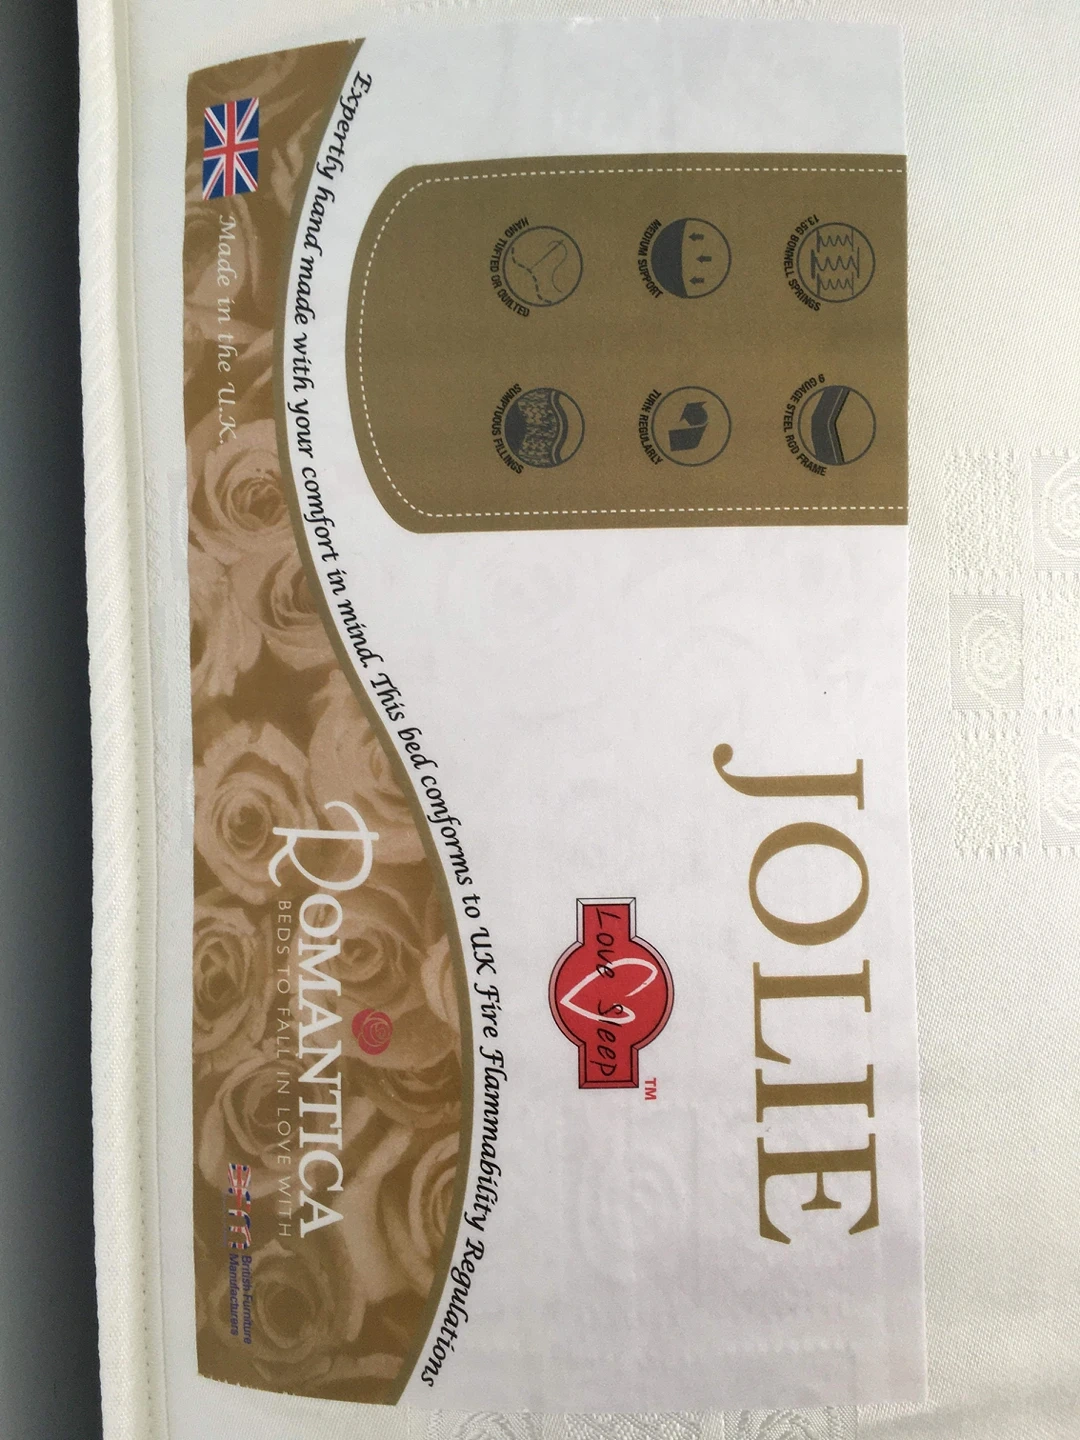 JOLIE
13.5G BONWELL SPRINGS
9 GUAGE STEEL ROD FRAME
MEDIUM SUPPORT
TURN REGULARLY
HAND TUFTED OR QUILTED
SUMPTUOUS FILLINGS
Love Sleep
TM
Expertly hand made with your comfort in mind. This bed conforms to UK Fire Flammability Regulations
Made in the U.K.
ROMANTICA
BEDS TO FALL IN LOVE WITH
British Furniture
Manufacturers